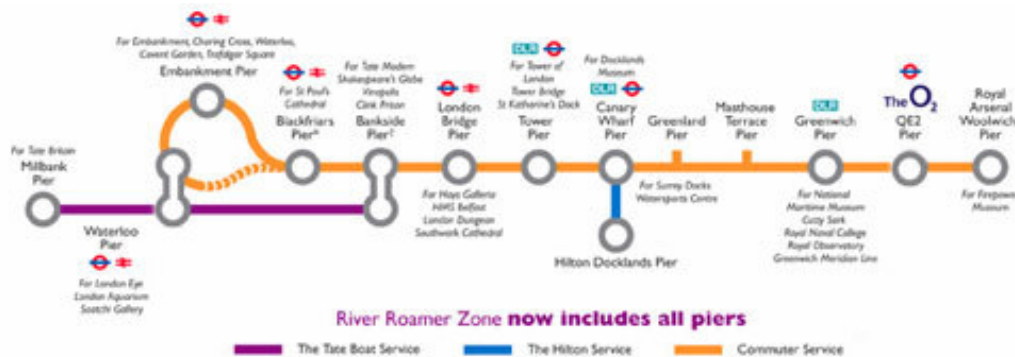 For Embankment, Charing Cross, Waterloo,
Covent Garden, Trafalgar Square
Embankment Pier
For St Paul's
Cathedral
Blackfriars
Pier*
For Tate Modern
Shakespeare's Globe
Vinopolis
Clink Prison
Bankside
Pier‡
London
Bridge
Pier
DLR
For Tower of
London
Tower Bridge
St Katharine's Dock
Tower
Pier
For Docklands
Museum
DLR
Canary
Wharf Pier
Greenland
Pier
Masthouse
Terrace
Pier
DLR
Greenwich
Pier
The O2
QE2
Pier
Royal
Arsenal
Woolwich
Pier
For Tate Britain
Millbank
Pier
Waterloo
Pier
For London Eye
London Aquarium
Saatchi Gallery
For Hays Galleria
HMS Belfast
London Dungeon
Southwark Cathedral
Hilton Docklands Pier
For Surrey Docks
Watersports Centre
For National
Maritime Museum
Cutty Sark
Royal Naval College
Royal Observatory
Greenwich Meridian Line
For Firepower
Museum
River Roamer Zone now includes all piers
The Tate Boat Service
The Hilton Service
Commuter Service